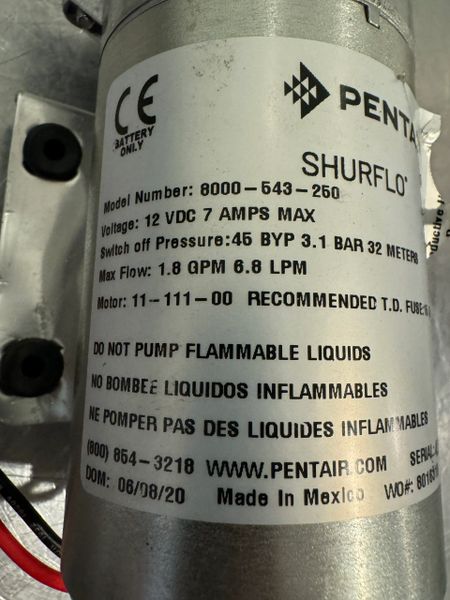 CE
BATTERY
ONLY
PENTAIR
SHURFLO
Model Number: 8000-543-250
Voltage: 12 VDC 7 AMPS MAX
Switch off Pressure:45 BYP 3.1 BAR 32 METERS
Max Flow: 1.8 GPM 6.8 LPM
Motor: 11-111-00 RECOMMENDED T.D. FUSE:
DO NOT PUMP FLAMMABLE LIQUIDS
NO BOMBEE LIQUIDOS INFLAMMABLES
NE POMPER PAS DES LIQUIDES INFLAMMABLES
(800) 854-3218 WWW.PENTAIR.COM SERIAL:
DOM: 06/08/20 Made In Mexico WO#: